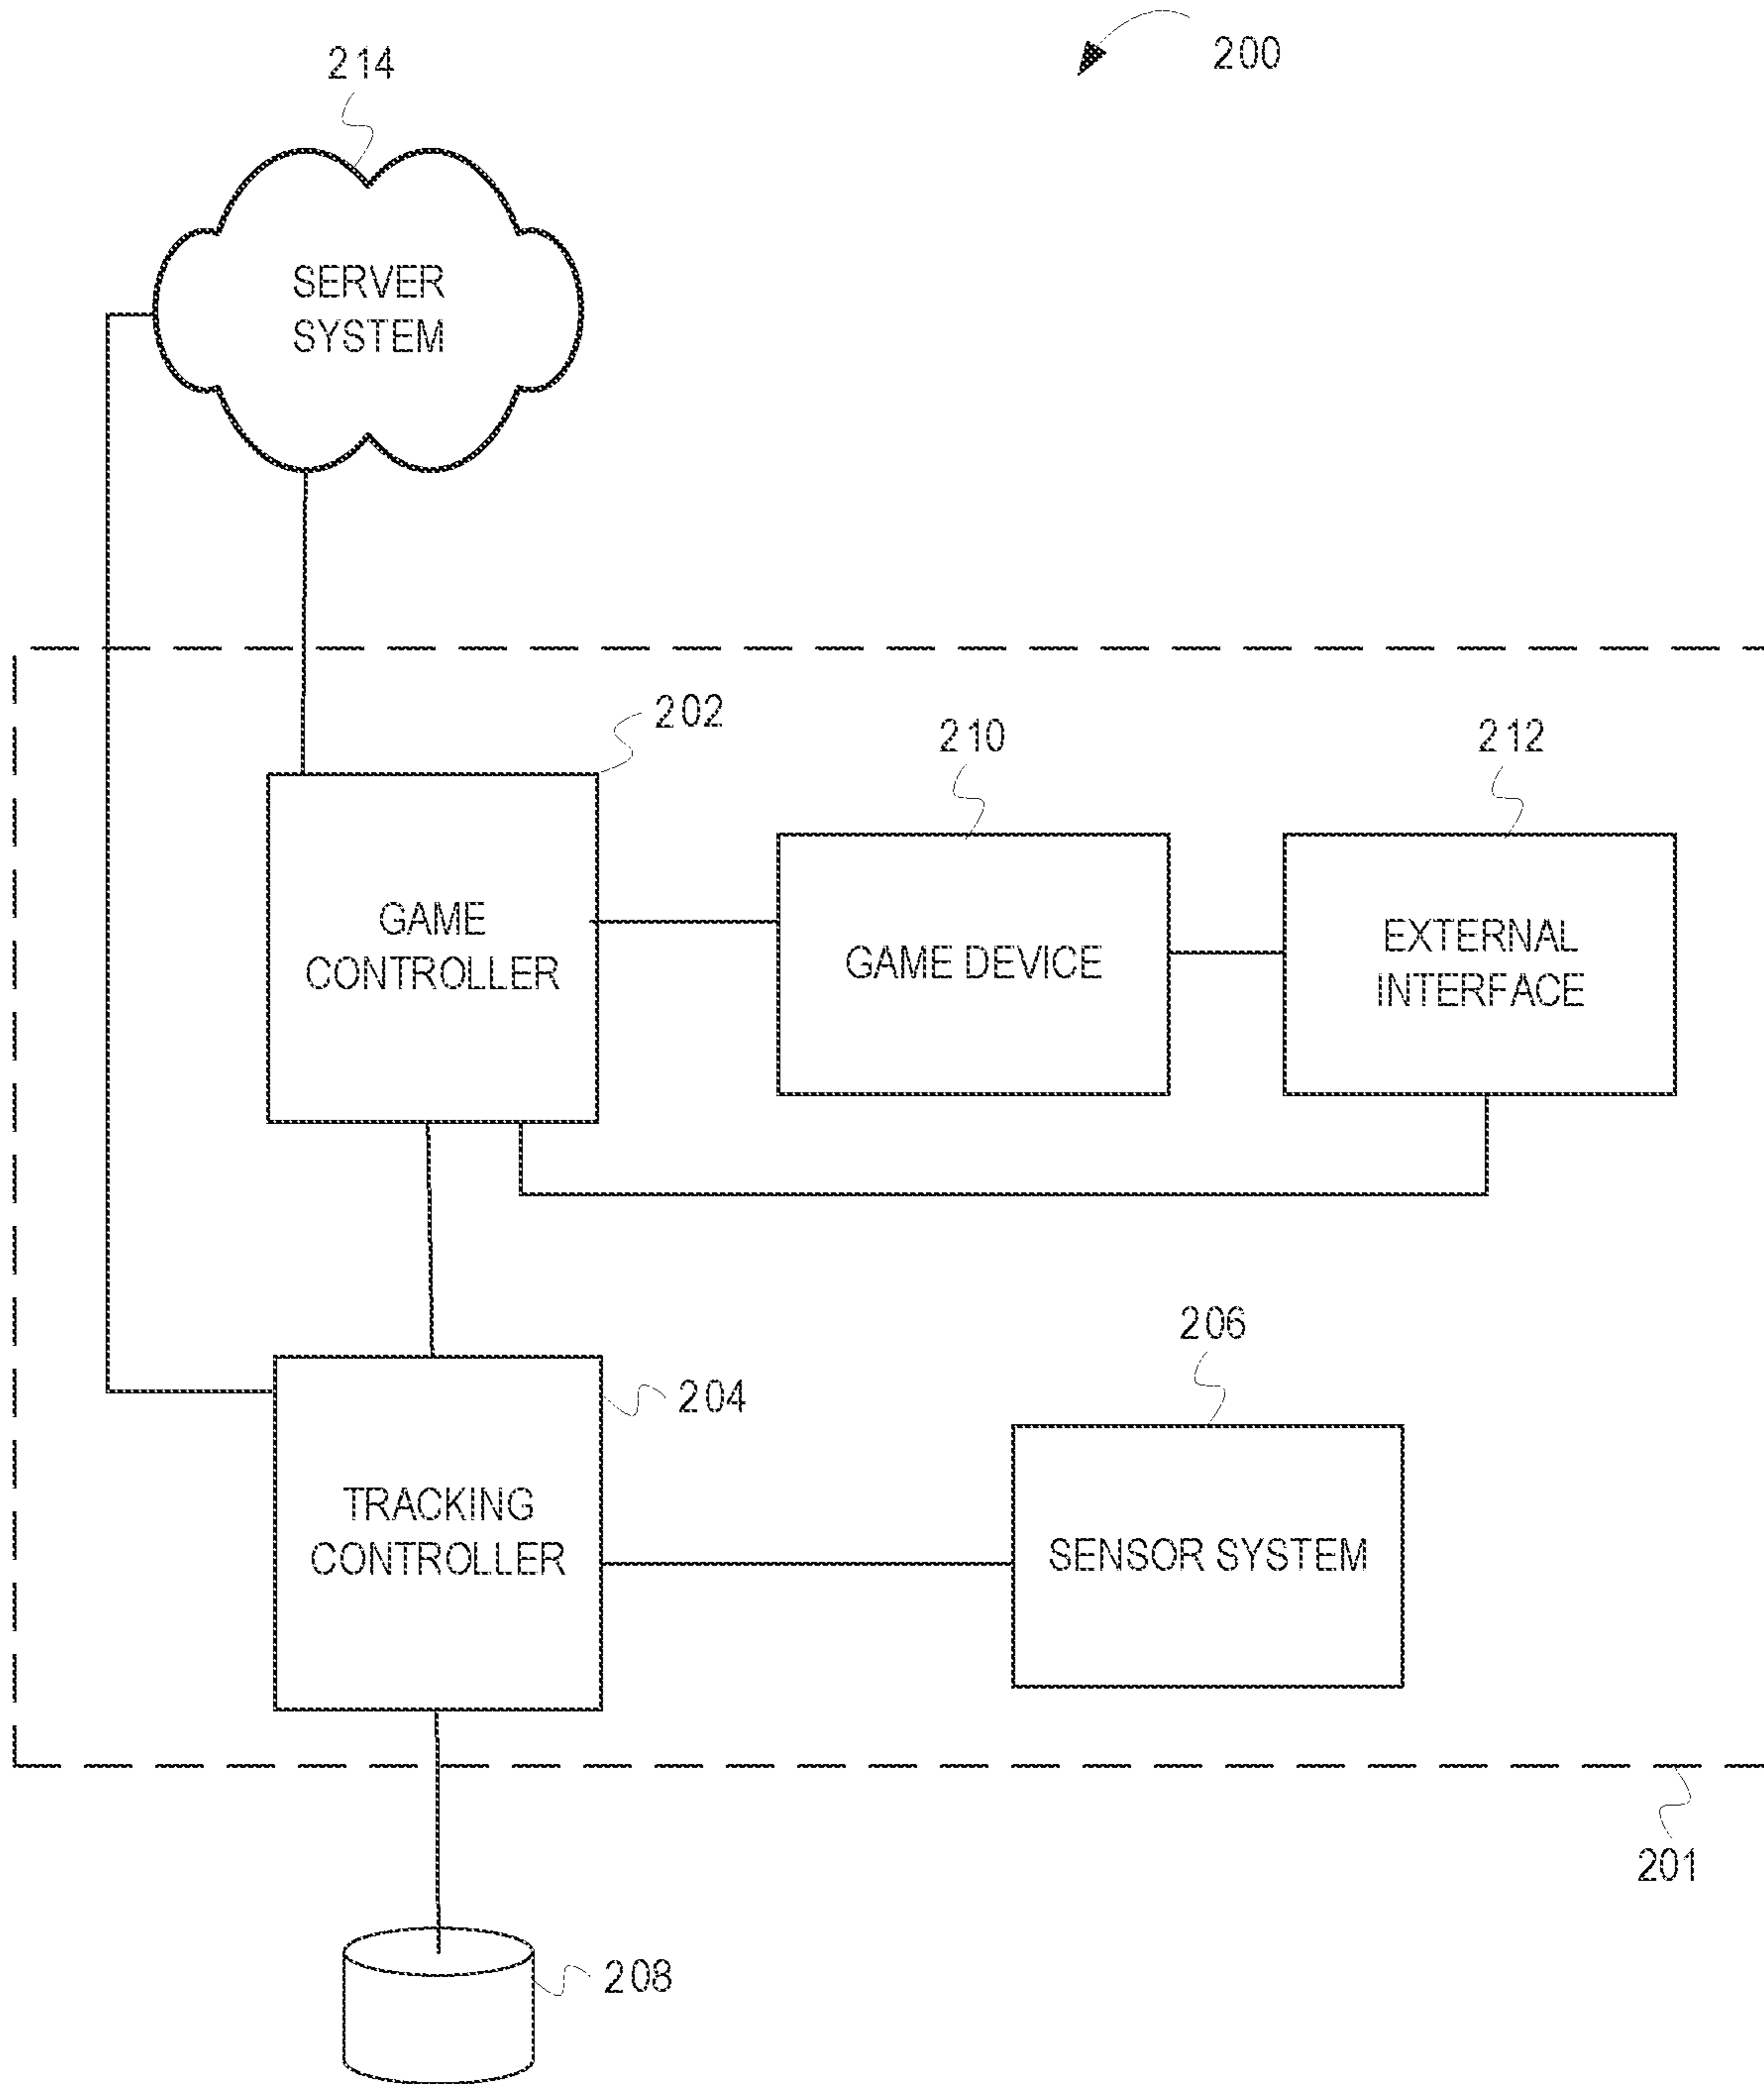 200
214
SERVER
SYSTEM
202
210
212
GAME
CONTROLLER
GAME DEVICE
EXTERNAL
INTERFACE
206
204
TRACKING
CONTROLLER
SENSOR SYSTEM
201
208